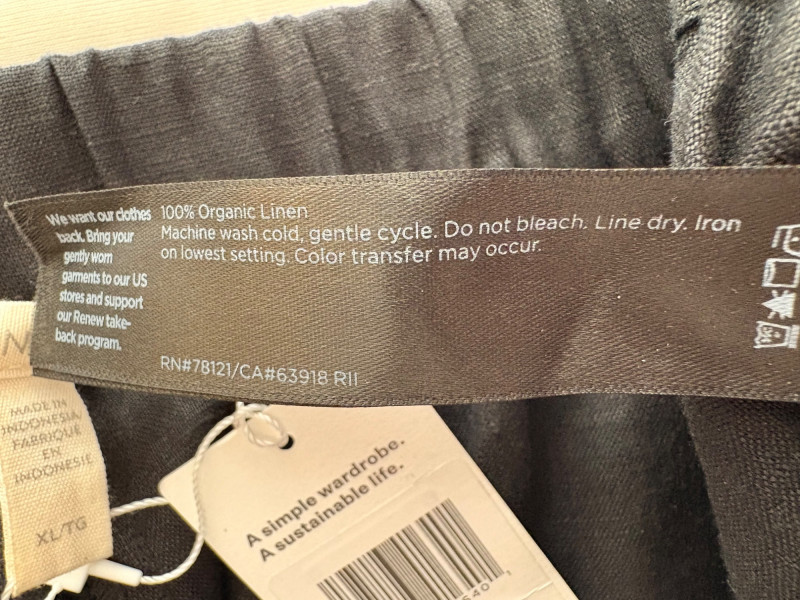 We want our clothes
back. Bring your
gently worn
garments to our US
stores and support
our Renew take-
back program.
100% Organic Linen
Machine wash cold, gentle cycle. Do not bleach. Line dry. Iron
on lowest setting. Color transfer may occur.
RN#78121/CA#63918 RII
MADE IN
INDONESIA/
FABRIQUÉ
EN
INDONESIE
XL/TG
A simple wardrobe.
A sustainable life.